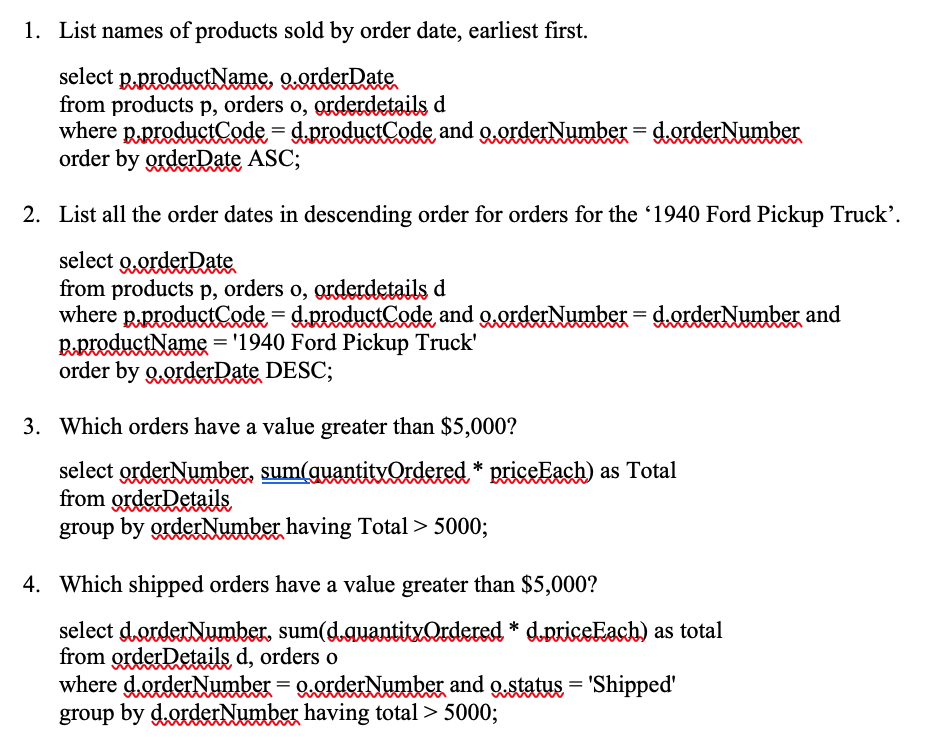 1. List names of products sold by order date, earliest first.
select p.productName, o.orderDate
from products p, orders o, orderdetails d
where p.productCode = d.productCode and o.orderNumber = d.orderNumber
order by orderDate ASC;
2. List all the order dates in descending order for orders for the ‘1940 Ford Pickup Truck’.
select o.orderDate
from products p, orders o, orderdetails d
where p.productCode = d.productCode and o.orderNumber = d.orderNumber and
p.productName = '1940 Ford Pickup Truck'
order by o.orderDate DESC;
3. Which orders have a value greater than $5,000?
select orderNumber, sum(quantityOrdered * priceEach) as Total
from orderDetails
group by orderNumber having Total > 5000;
4. Which shipped orders have a value greater than $5,000?
select d.orderNumber, sum(d.quantityOrdered * d.priceEach) as total
from orderDetails d, orders o
where d.orderNumber = o.orderNumber and o.status = 'Shipped'
group by d.orderNumber having total > 5000;